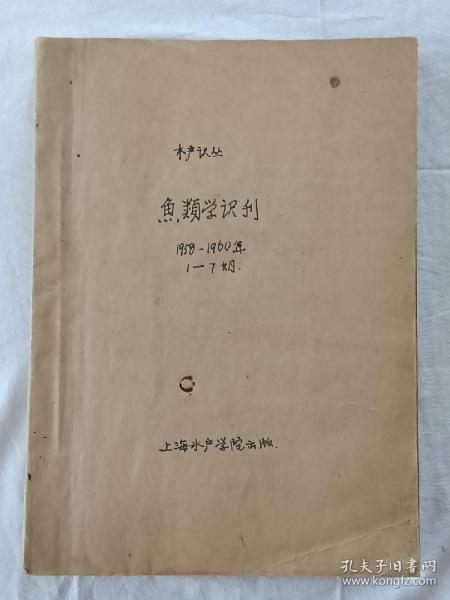 水产识丛
魚類学识刊
1958-1960年
1-7期.
上海水产学院出版.
孔夫子旧书网
www.kongfz.com